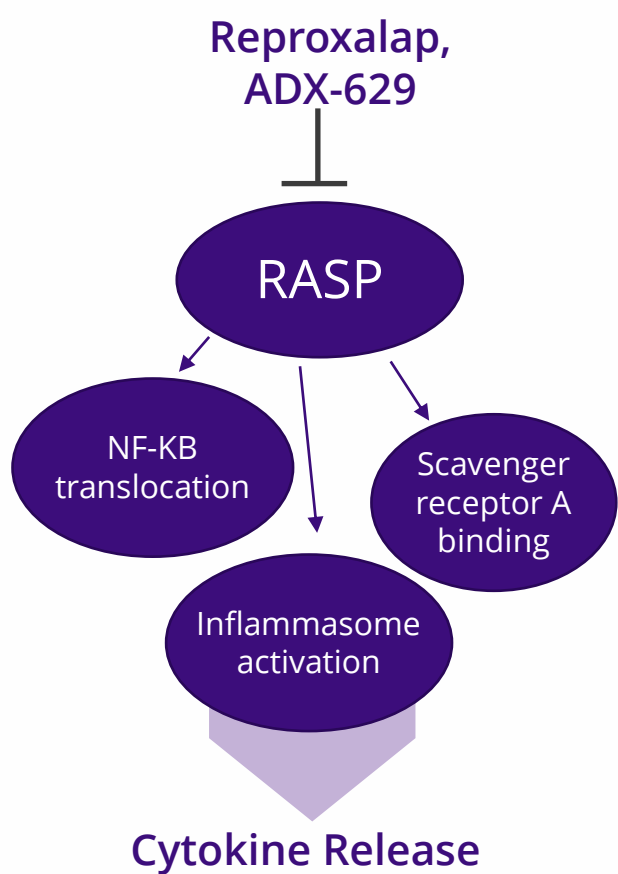 Reproxalap,
ADX-629
RASP
NF-KB
translocation
Scavenger
receptor A
binding
Inflammasome
activation
Cytokine Release